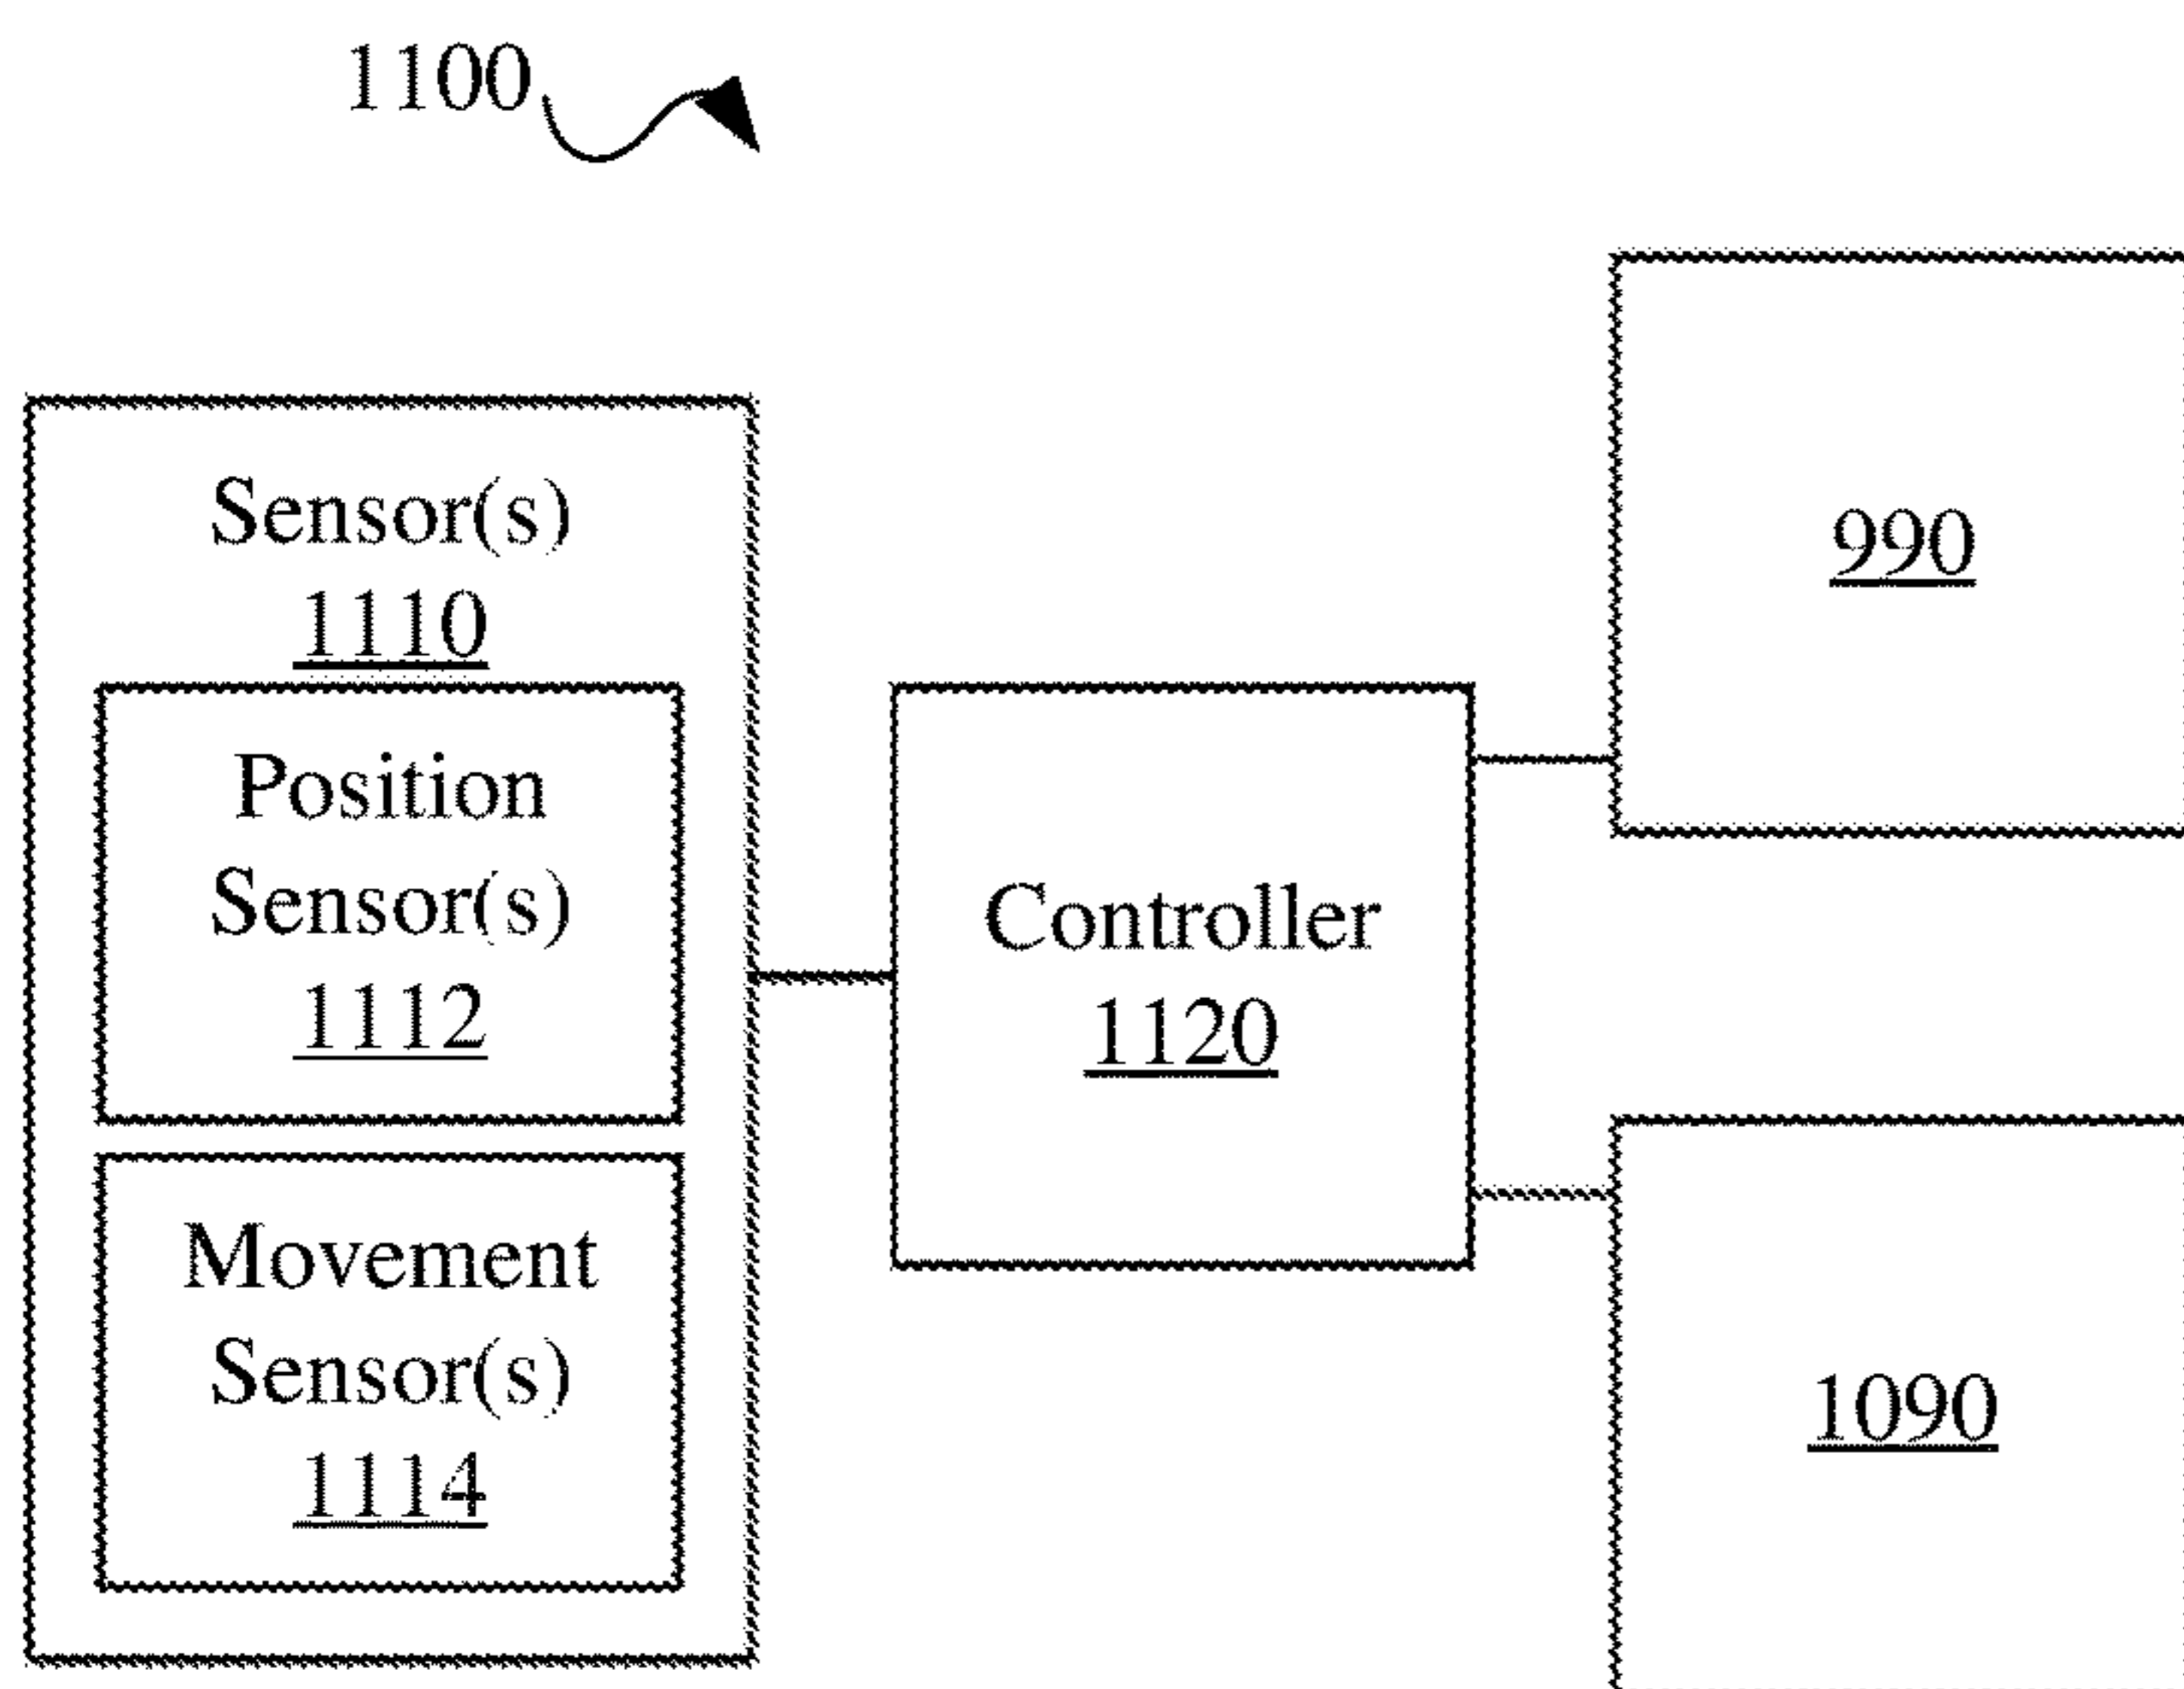 1100
Sensor(s)
1110
Position
Sensor(s)
1112
Movement
Sensor(s)
1114
Controller
1120
990
1090